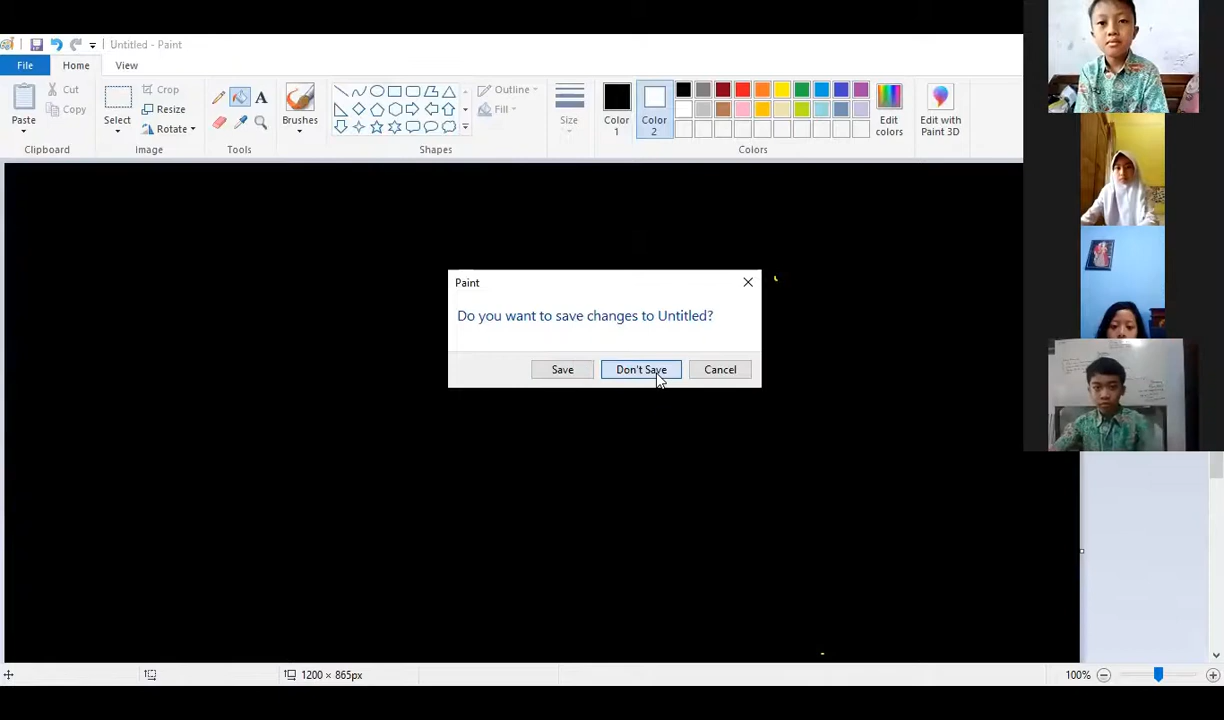 Untitled - Paint
File Home View
Paste
Cut
Copy
Clipboard
Select
Crop
Resize
Rotate
Image
A
Tools
Brushes
Outline
Fill
Shapes
Size
Color 1
Color 2
Edit colors
Colors
Edit with Paint 3D
Paint
Do you want to save changes to Untitled?
Save Don't Save Cancel
1200 × 865px
100%